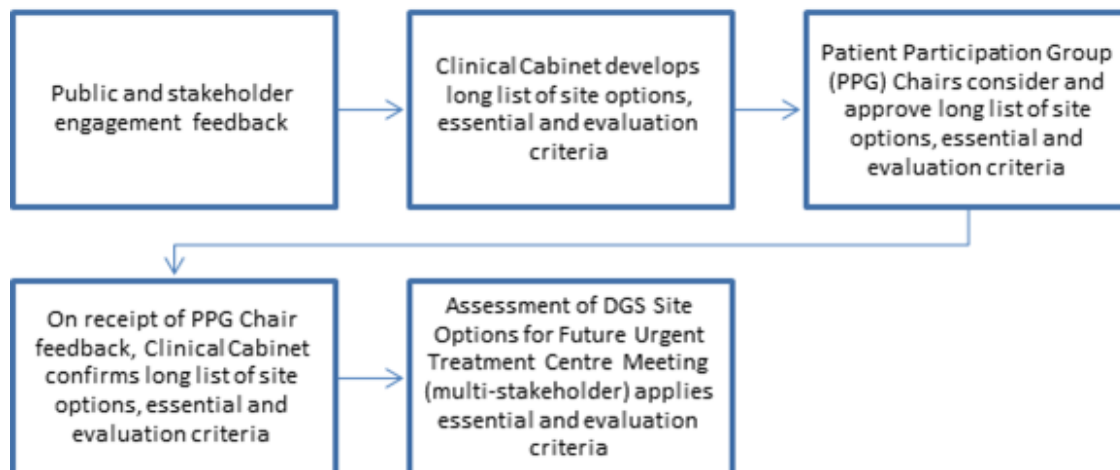 Public and stakeholder
engagement feedback
Clinical Cabinet develops
long list of site options,
essential and evaluation
criteria
Patient Participation Group
(PPG) Chairs consider and
approve long list of site
options, essential and
evaluation criteria
On receipt of PPG Chair
feedback, Clinical Cabinet
confirms long list of site
options, essential and
evaluation criteria
Assessment of DGS Site
Options for Future Urgent
Treatment Centre Meeting
(multi-stakeholder) applies
essential and evaluation
criteria